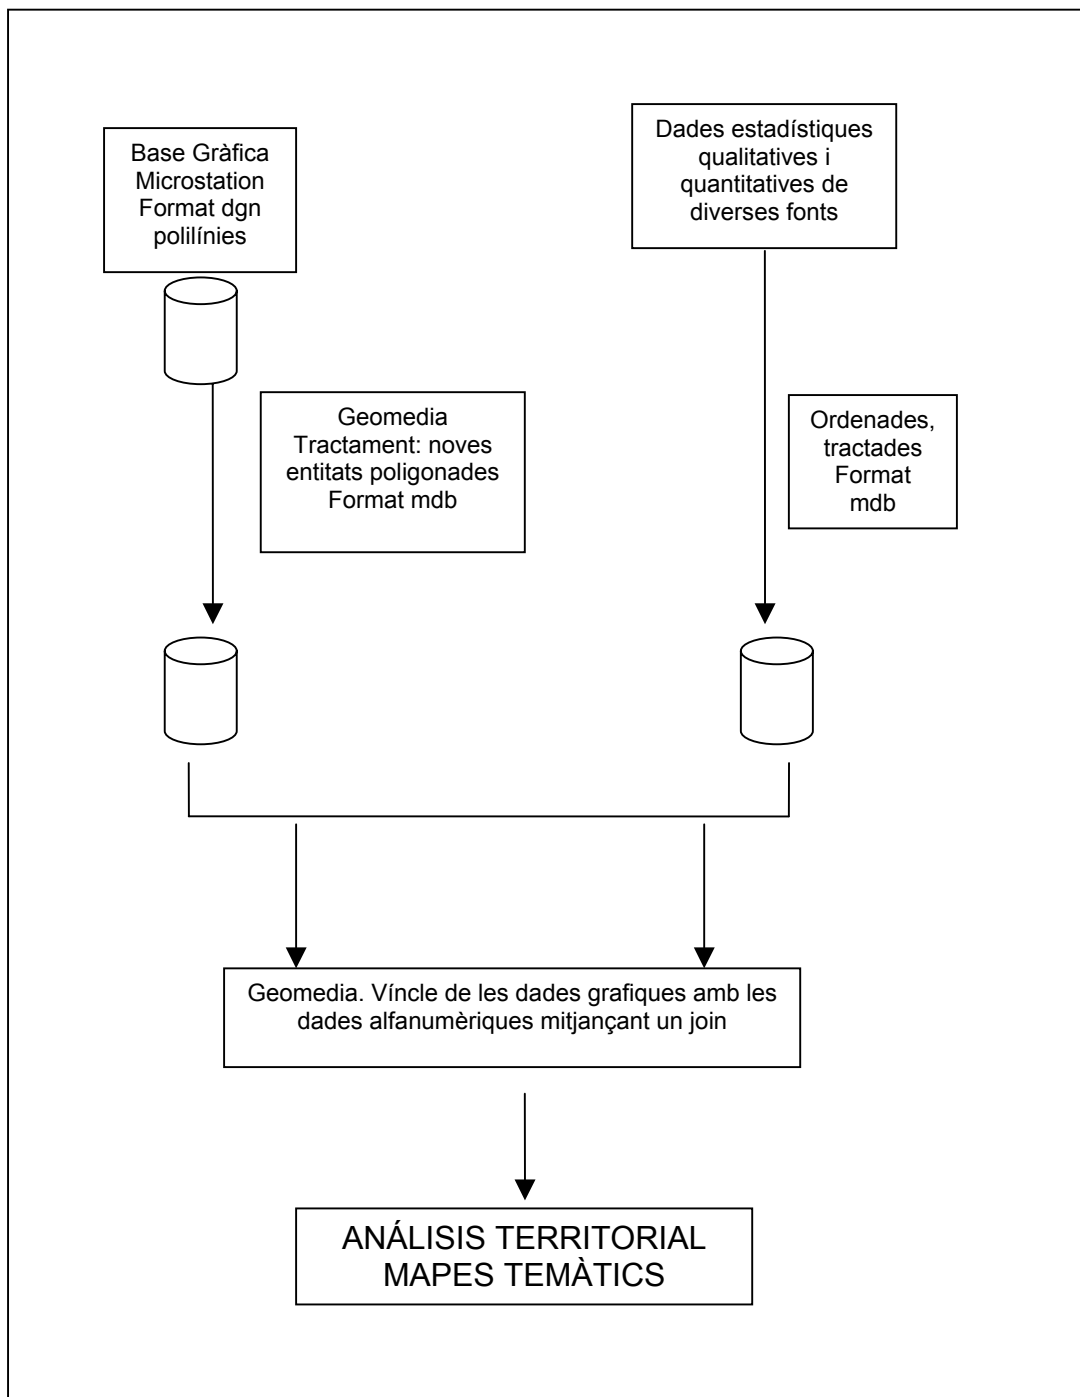 Base Gràfica
Microstation
Format dgn
polilínies
Dades estadístiques
qualitatives i
quantitatives de
diverses fonts
Geomedia
Tractament: noves
entitats poligonades
Format mdb
Ordenades,
tractades
Format
mdb
Geomedia. Víncle de les dades grafiques amb les
dades alfanumèriques mitjançant un join
ANÁLISIS TERRITORIAL
MAPES TEMÀTICS